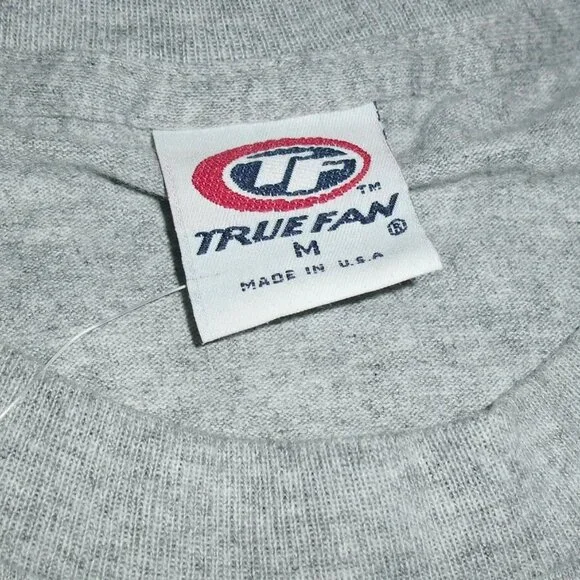 TF ™
TRUE FAN ®
M
MADE IN U.S.A